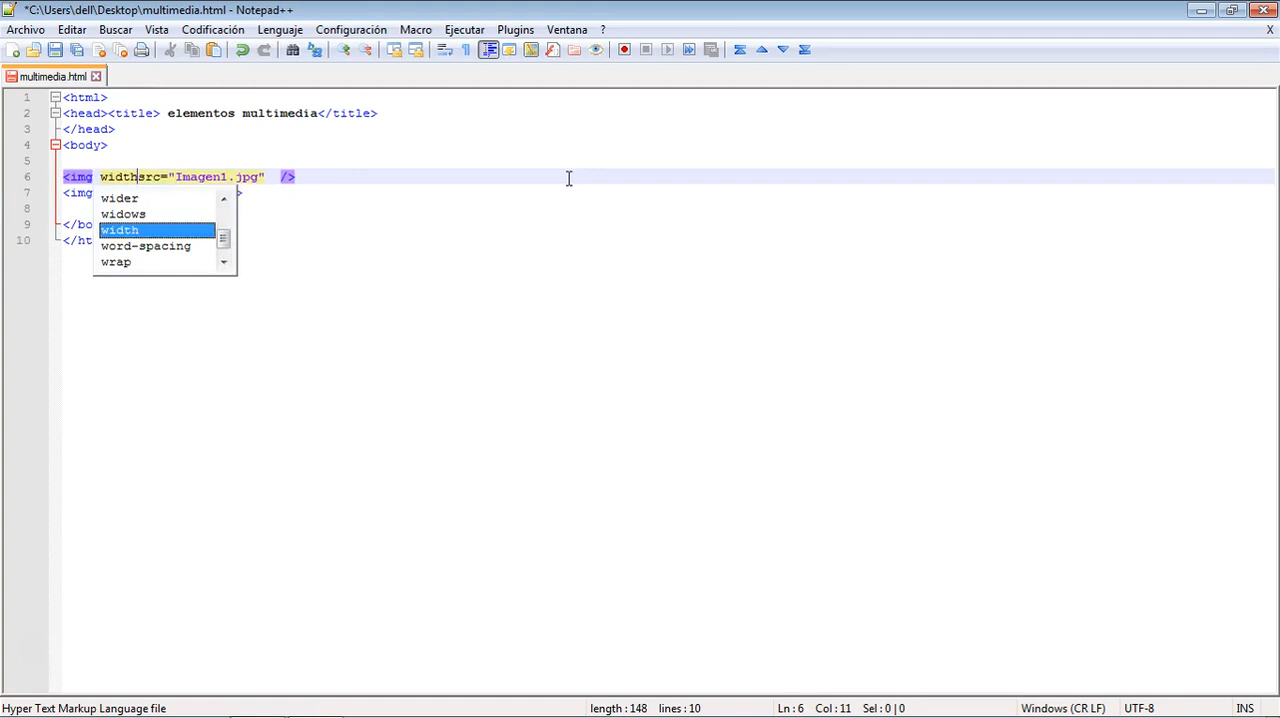 *C:\Users\dell\Desktop\multimedia.html - Notepad++
Archivo Editar Buscar Vista Codificación Lenguaje Configuración Macro Ejecutar Plugins Ventana ? X
multimedia.html
1 <html>
2 <head><title> elementos multimedia</title>
3 </head>
4 <body>
5
6 <img widthsrc="Imagen1.jpg" />
7 <img >
wider
8
widows
9 </bo
width
10 </ht
word-spacing
wrap
Hyper Text Markup Language file length : 148 lines : 10 Ln : 6 Col : 11 Sel : 0 | 0 Windows (CR LF) UTF-8 INS